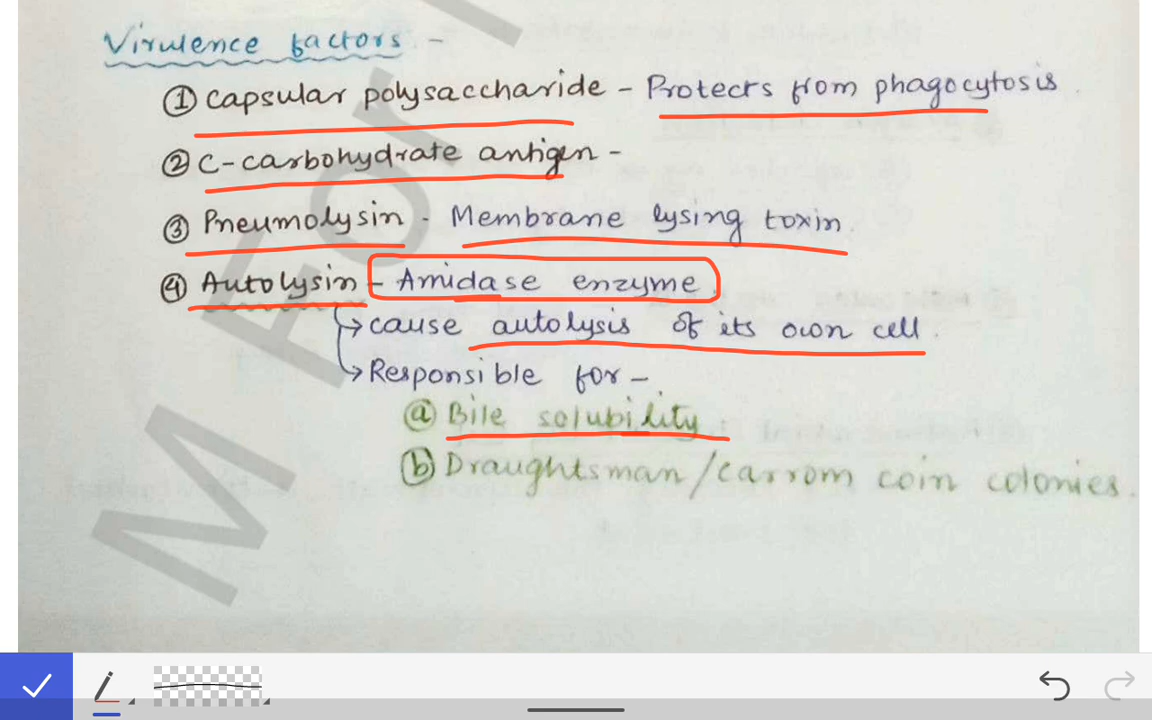 Virulence factors -
① Capsular polysaccharide - Protects from phagocytosis
② C-carbohydrate antigen -
③ Pneumolysin - Membrane lysing toxin.
④ Autolysin - Amidase enzyme.
↳ cause autolysis of its own cell.
↳ Responsible for -
ⓐ Bile solubility
ⓑ Draughtsman/carrom coin colonies.
M For